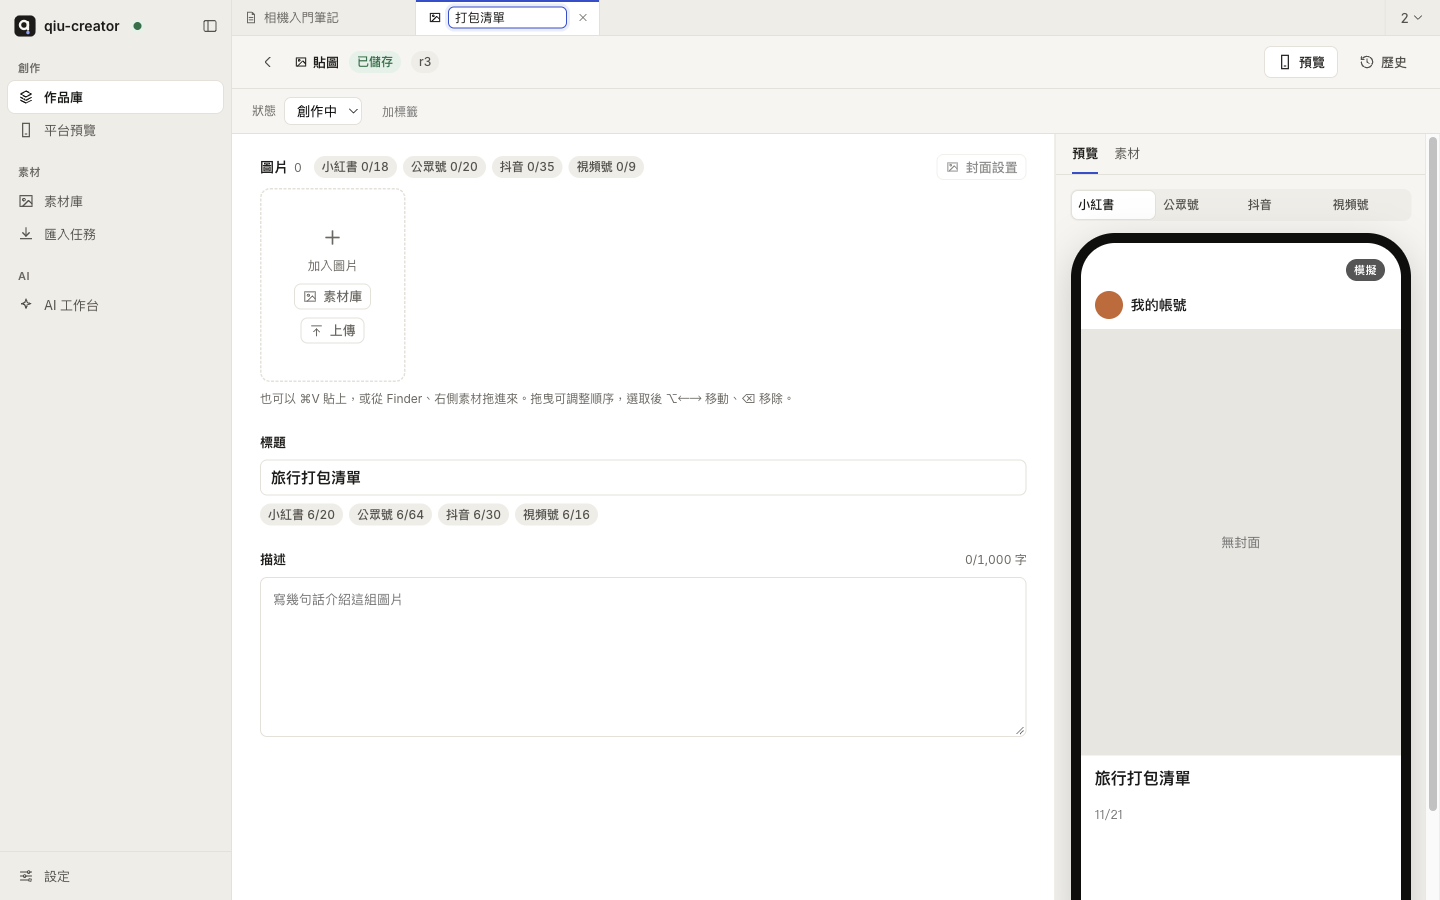 qiu-creator
創作
作品庫
平台預覽
素材
素材庫
匯入任務
AI
AI 工作台
設定
相機入門筆記
打包清單
2
貼圖
已儲存
r3
預覽
歷史
狀態
創作中
加標籤
圖片 0
小紅書 0/18
公眾號 0/20
抖音 0/35
視頻號 0/9
封面設置
加入圖片
素材庫
上傳
也可以 ⌘V 貼上，或從 Finder、右側素材拖進來。拖曳可調整順序，選取後 ⌥←→ 移動、⌫ 移除。
標題
旅行打包清單
小紅書 6/20
公眾號 6/64
抖音 6/30
視頻號 6/16
描述
0/1,000 字
寫幾句話介紹這組圖片
預覽
素材
小紅書
公眾號
抖音
視頻號
模擬
我的帳號
無封面
旅行打包清單
11/21